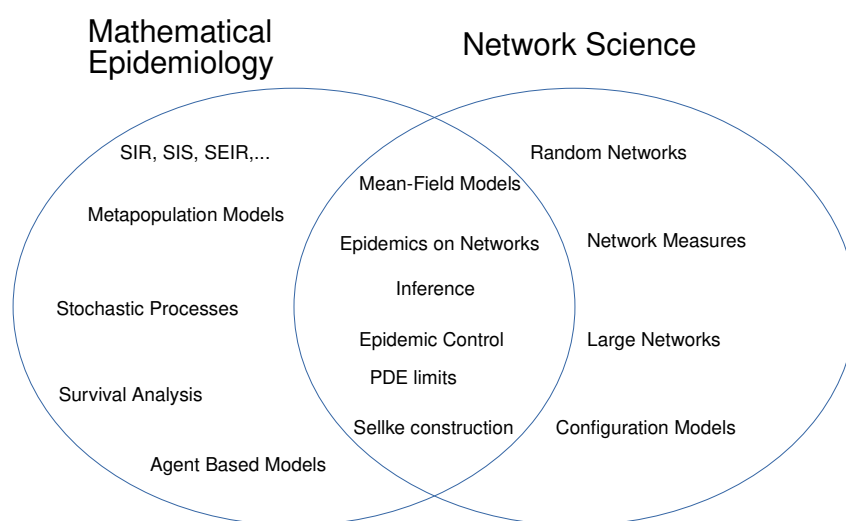 Mathematical
Epidemiology
Network Science
SIR, SIS, SEIR,...
Metapopulation Models
Stochastic Processes
Survival Analysis
Agent Based Models
Mean-Field Models
Epidemics on Networks
Inference
Epidemic Control
PDE limits
Sellke construction
Random Networks
Network Measures
Large Networks
Configuration Models